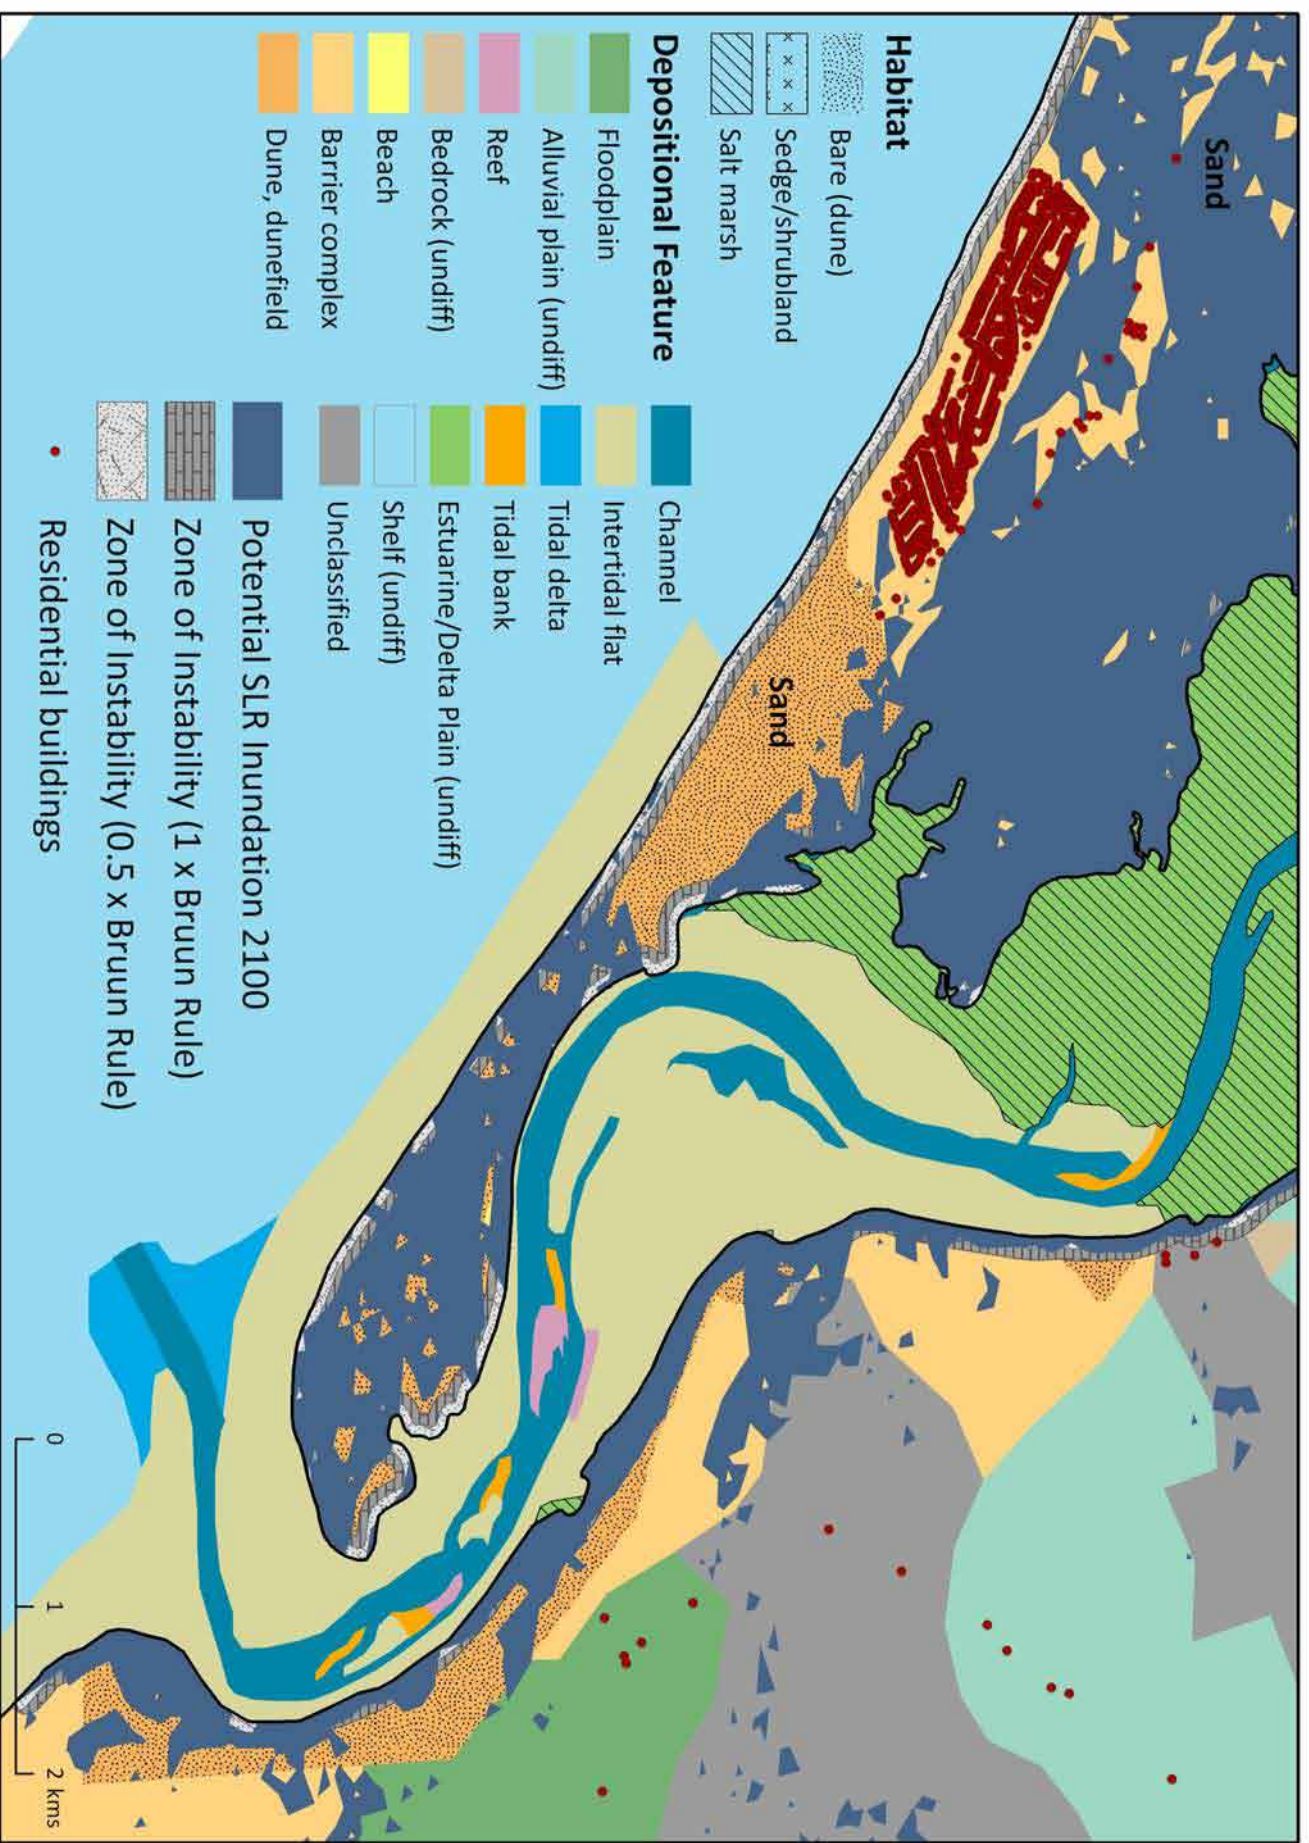 Sand
Sand
Habitat
Bare (dune)
× × ×
Sedge/shrubland
Salt marsh
Depositional Feature
Floodplain
Alluvial plain (undiff)
Reef
Bedrock (undiff)
Beach
Barrier complex
Dune, dunefield
Channel
Intertidal flat
Tidal delta
Tidal bank
Estuarine/Delta Plain (undiff)
Shelf (undiff)
Unclassified
Potential SLR Inundation 2100
Zone of Instability (1 x Bruun Rule)
Zone of Instability (0.5 x Bruun Rule)
Residential buildings
0 1 2 kms